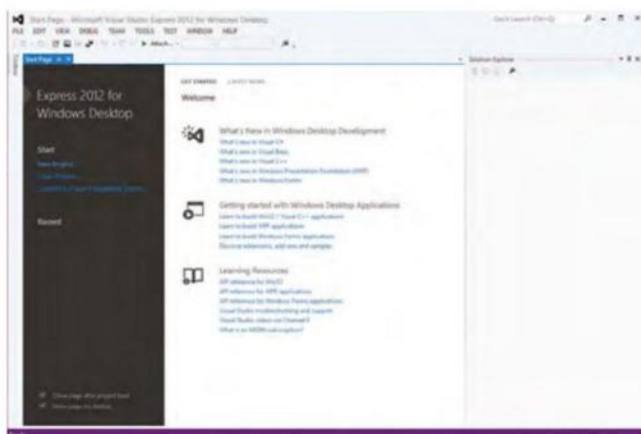 Start Page - Microsoft Visual Studio Express 2012 for Windows Desktop
Quick Launch (Ctrl+Q)
FILE EDIT VIEW DEBUG TEAM TOOLS TEST WINDOW HELP
Attach...
Toolbox
Start Page
Solution Explorer
Express 2012 for
Windows Desktop
Start
New Project...
Open Project...
Recent
Close page after project load
Show page on startup
GET STARTED LATEST NEWS
Welcome
What's New in Windows Desktop Development
What's new in Visual C#
What's new in Visual Basic
What's new in Visual C++
What's new in Windows Presentation Foundation (WPF)
What's new in Windows Forms
Getting started with Windows Desktop Applications
Learn to build Win32 / Visual C++ applications
Learn to build WPF applications
Learn to build Windows Forms applications
Discover extensions, add-ons and samples
Learning Resources
API reference for Win32
API reference for WPF applications
API reference for Windows Forms applications
Visual Studio troubleshooting and support
Visual Studio videos on Channel 9
What is an MSDN subscription?